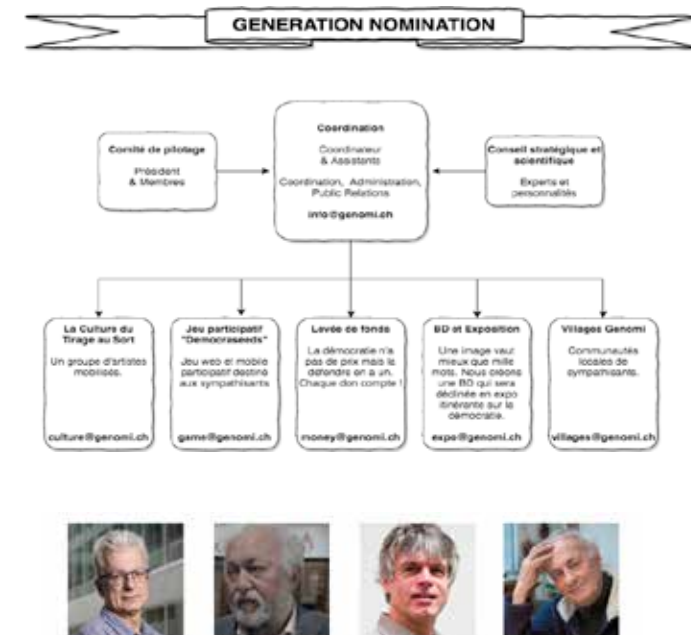 GENERATION NOMINATION
Comité de pilotage
Président
& Membres
Coordination
Coordinateur
& Assistants
Coordination, Administration,
Public Relations
info@genomi.ch
Conseil stratégique et
scientifique
Experts et
personnalités
La Culture du
Tirage au Sort
Un groupe d'artistes
mobilisés.
culture@genomi.ch
Jeu participatif
"Democraseeds"
Jeu web et mobile
participatif destiné
aux sympathisants
game@genomi.ch
Levée de fonds
La démocratie n'a
pas de prix mais la
défendre en a un.
Chaque don compte !
money@genomi.ch
BD et Exposition
Une image vaut
mieux que mille
mots. Nous créons
une BD qui sera
déclinée en expo
itinérante sur la
démocratie.
expo@genomi.ch
Villages Genomi
Communautés
locales de
sympathisants.
villages@genomi.ch